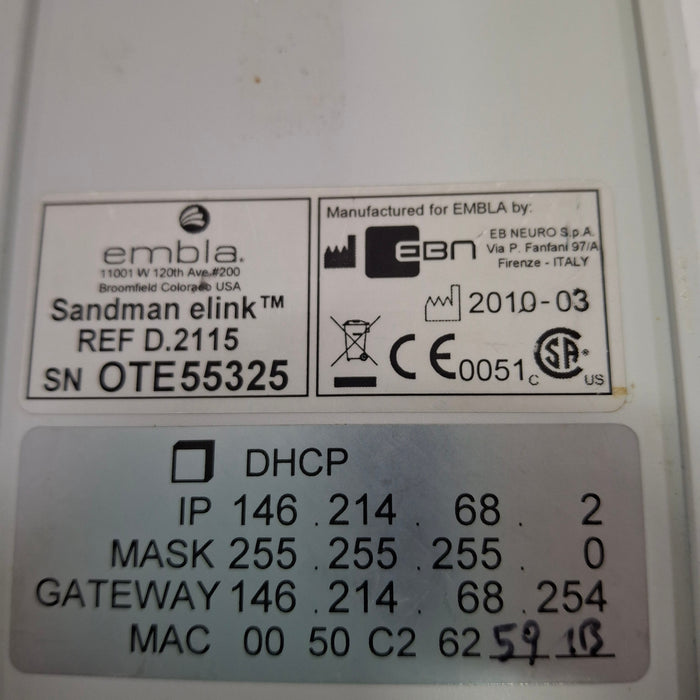 embla.
11001 W 120th Ave.#200
Broomfield Colorado USA
Sandman elink™
REF D.2115
SN OTE55325
Manufactured for EMBLA by:
EBN
EB NEURO S.p.A.
Via P. Fanfani 97/A
Firenze - ITALY
2010-03
CE 0051
C SA® US
DHCP
IP 146 . 214 . 68 . 2
MASK 255 . 255 . 255 . 0
GATEWAY 146 . 214 . 68 . 254
MAC 00 50 C2 62 59 1B